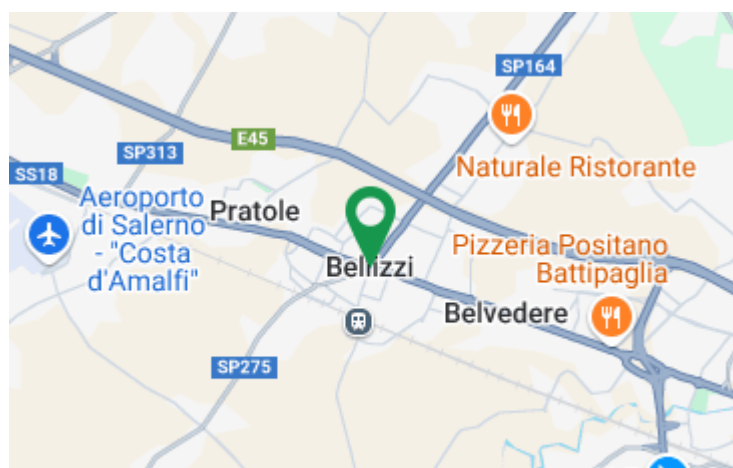 SP164
E45
SP313
Naturale Ristorante
SS18
Aeroporto
di Salerno
- "Costa
d'Amalfi"
Pratole
Pizzeria Positano
Battipaglia
Bellizzi
Belvedere
SP275